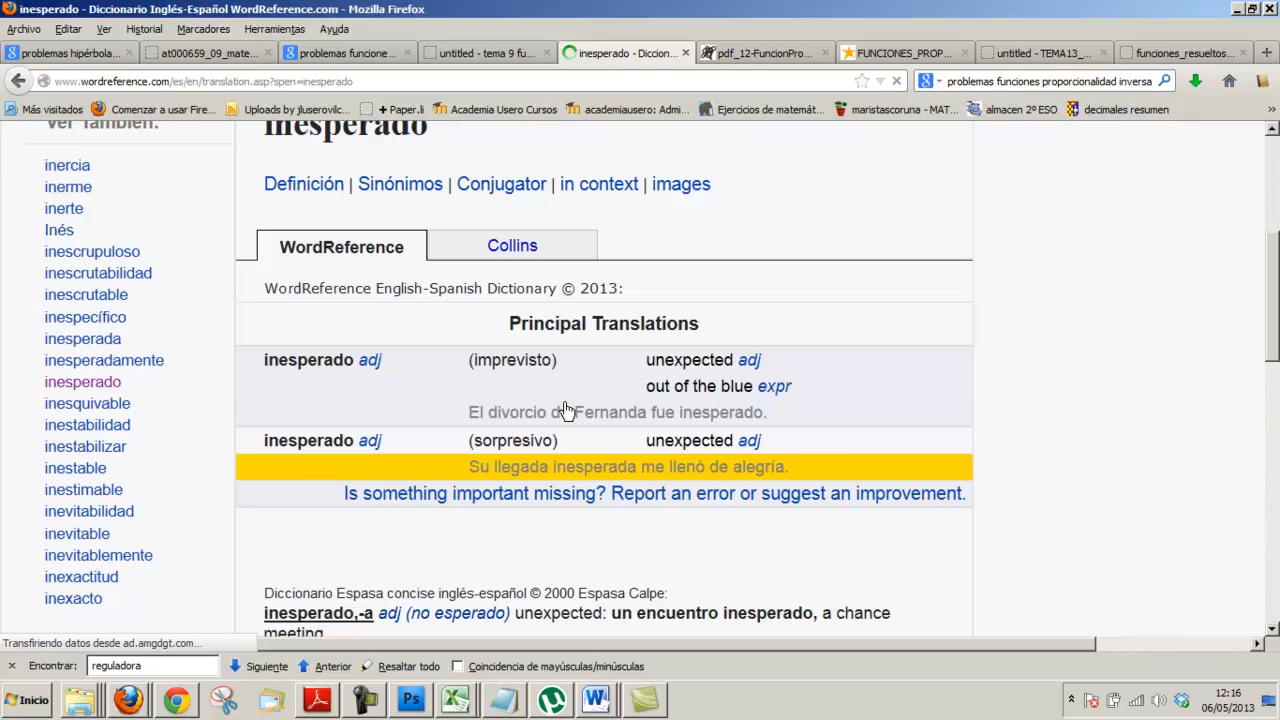 inesperado - Diccionario Inglés-Español WordReference.com - Mozilla Firefox
Archivo Editar Ver Historial Marcadores Herramientas Ayuda
problemas hipérbola... at000659_09_mate... problemas funcione... untitled - tema 9 fu... inesperado - Diccion... pdf_12-FuncionPro... FUNCIONES_PROP... untitled - TEMA13_... funciones_resueltos...
www.wordreference.com/es/en/translation.asp?spen=inesperado problemas funciones proporcionalidad inversa
Más visitados Comenzar a usar Fire... Uploads by jluserovilc... + Paper.li Academia Usero Cursos academiausero: Admi... Ejercicios de matemát... maristascoruna - MAT... almacen 2º ESO decimales resumen »
Ver También:
inercia
inerme
inerte
Inés
inescrupuloso
inescrutabilidad
inescrutable
inespecífico
inesperada
inesperadamente
inesperado
inesquivable
inestabilidad
inestabilizar
inestable
inestimable
inevitabilidad
inevitable
inevitablemente
inexactitud
inexacto
inesperado
Definición | Sinónimos | Conjugator | in context | images
WordReference Collins
WordReference English-Spanish Dictionary © 2013:
Principal Translations
inesperado adj (imprevisto) unexpected adj
out of the blue expr
El divorcio de Fernanda fue inesperado.
inesperado adj (sorpresivo) unexpected adj
Su llegada inesperada me llenó de alegría.
Is something important missing? Report an error or suggest an improvement.
Diccionario Espasa concise inglés-español © 2000 Espasa Calpe:
inesperado,-a adj (no esperado) unexpected: un encuentro inesperado, a chance
meeting
Transfiriendo datos desde ad.amgdgt.com...
Encontrar: reguladora Siguiente Anterior Resaltar todo Coincidencia de mayúsculas/minúsculas
Inicio
12:16
06/05/2013